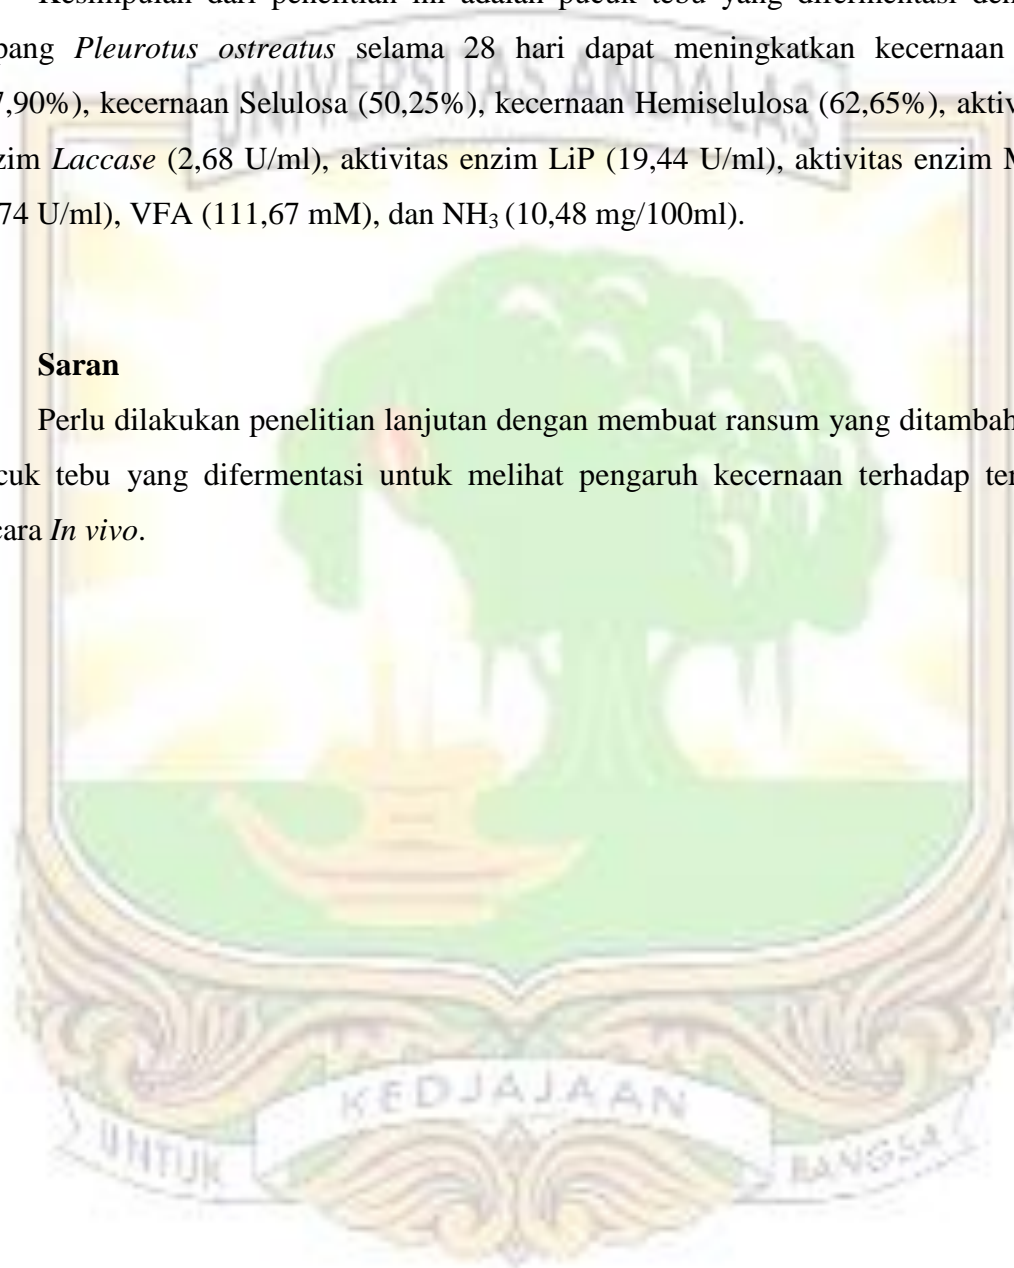 Kesimpulan dari penelitian ini adalah pucuk tebu yang difermentasi
pang Pleurotus ostreatus selama 28 hari dapat meningkatkan kecernaan
7,90%), kecernaan Selulosa (50,25%), kecernaan Hemiselulosa (62,65%), aktiv
zim Laccase (2,68 U/ml), aktivitas enzim LiP (19,44 U/ml), aktivitas enzim M
74 U/ml), VFA (111,67 mM), dan NH₃ (10,48 mg/100ml).
Saran
Perlu dilakukan penelitian lanjutan dengan membuat ransum yang ditambah
cuk tebu yang difermentasi untuk melihat pengaruh kecernaan terhadap ter
cara In vivo.
UNIVERSITAS ANDALAS
KEDJAJAAN
UNTUK
BANGSA